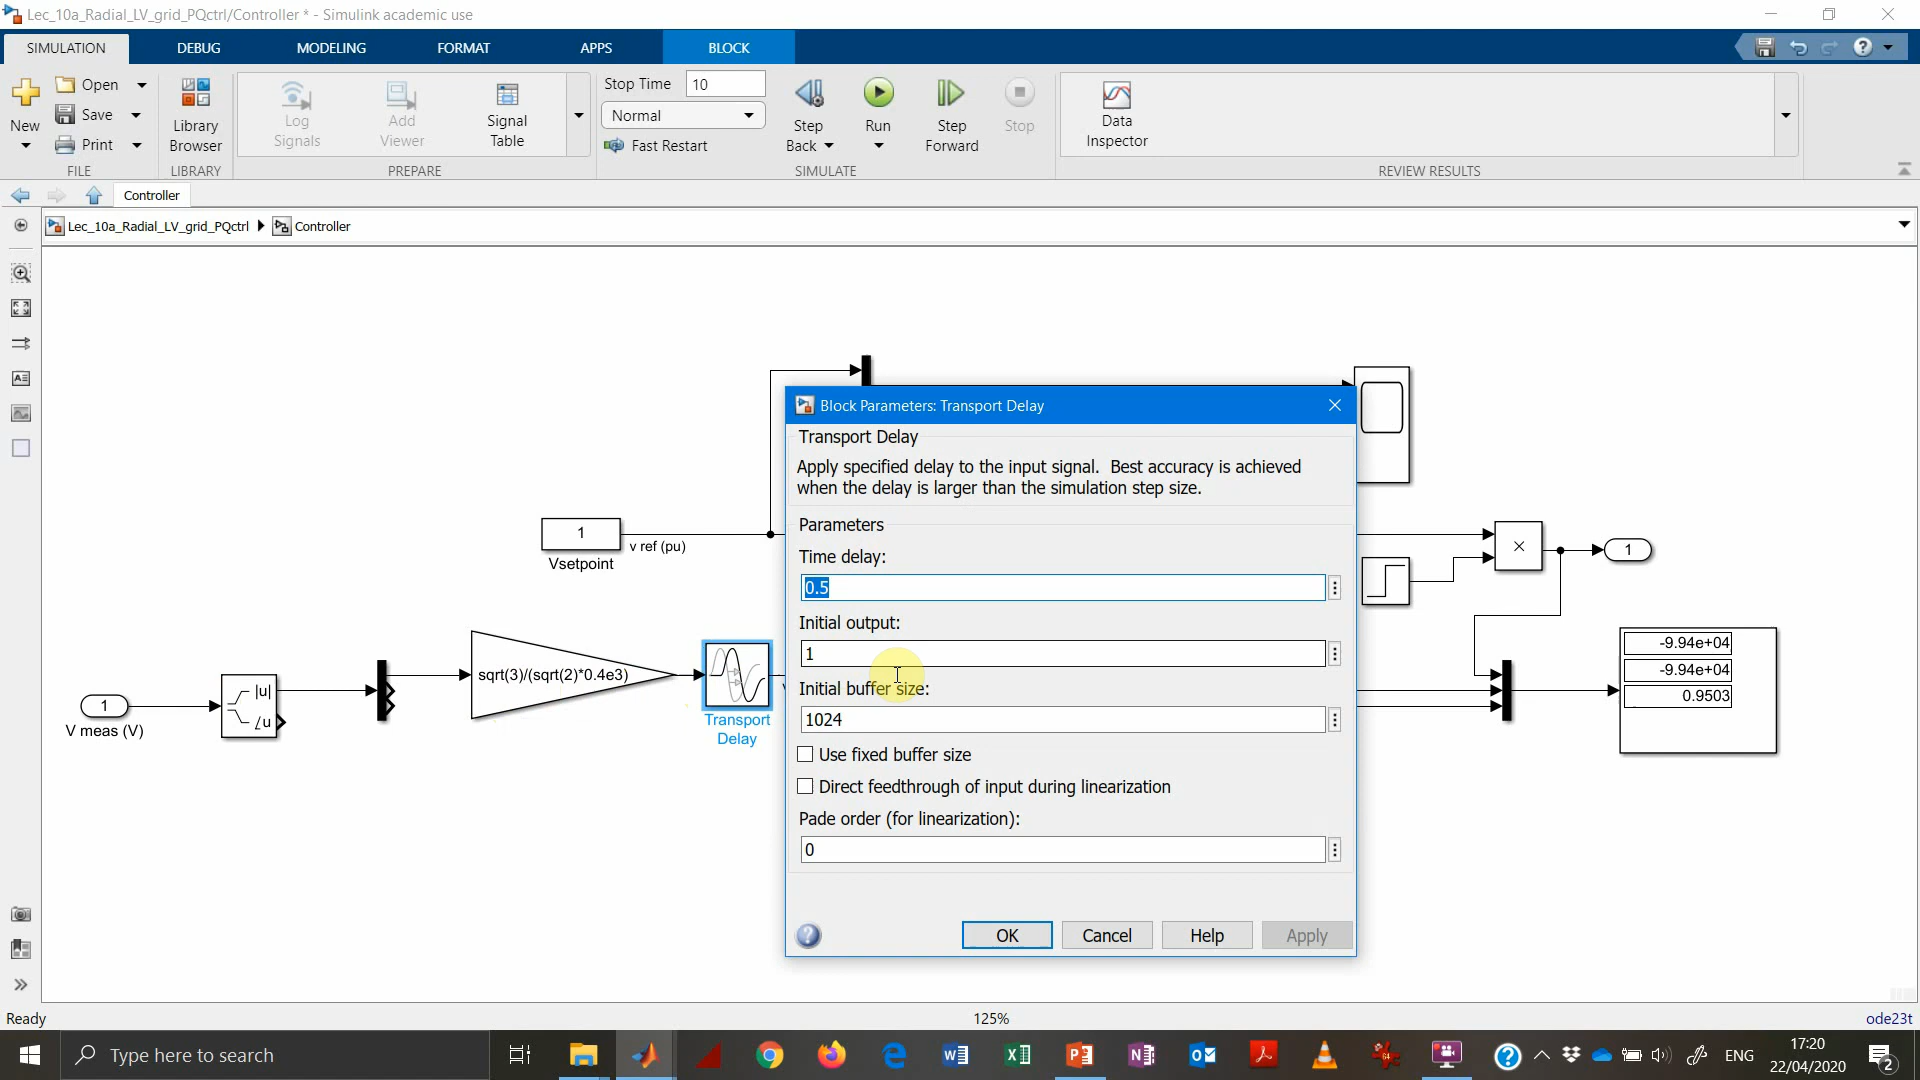 Lec_10a_Radial_LV_grid_PQctrl/Controller * - Simulink academic use
SIMULATION
DEBUG
MODELING
FORMAT
APPS
BLOCK
New
Open
Save
Print
FILE
Library
Browser
LIBRARY
Log
Signals
Add
Viewer
Signal
Table
PREPARE
Stop Time
10
Normal
Fast Restart
Step
Back
Run
Step
Forward
Stop
SIMULATE
Data
Inspector
REVIEW RESULTS
Controller
Lec_10a_Radial_LV_grid_PQctrl
Controller
1
Vsetpoint
v ref (pu)
1
V meas (V)
|u|
∠u
sqrt(3)/(sqrt(2)*0.4e3)
Transport
Delay
Block Parameters: Transport Delay
Transport Delay
Apply specified delay to the input signal.  Best accuracy is achieved
when the delay is larger than the simulation step size.
Parameters
Time delay:
0.5
Initial output:
1
Initial buffer size:
1024
Use fixed buffer size
Direct feedthrough of input during linearization
Pade order (for linearization):
0
OK
Cancel
Help
Apply
×
1
-9.94e+04
-9.94e+04
0.9503
Ready
125%
ode23t
Type here to search
ENG
17:20
22/04/2020
2